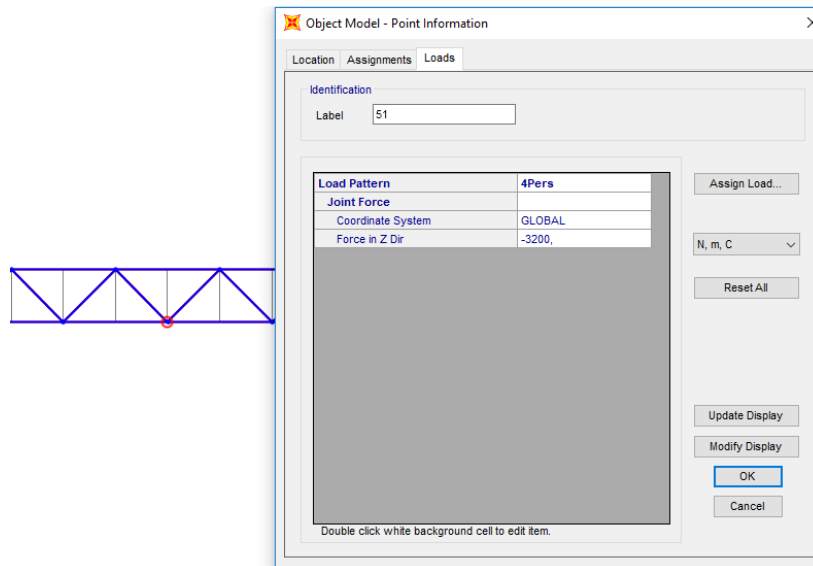 Object Model - Point Information
Location Assignments Loads
Identification
Label 51
Load Pattern 4Pers
Joint Force
Coordinate System GLOBAL
Force in Z Dir -3200,
Assign Load...
N, m, C
Reset All
Update Display
Modify Display
OK
Cancel
Double click white background cell to edit item.